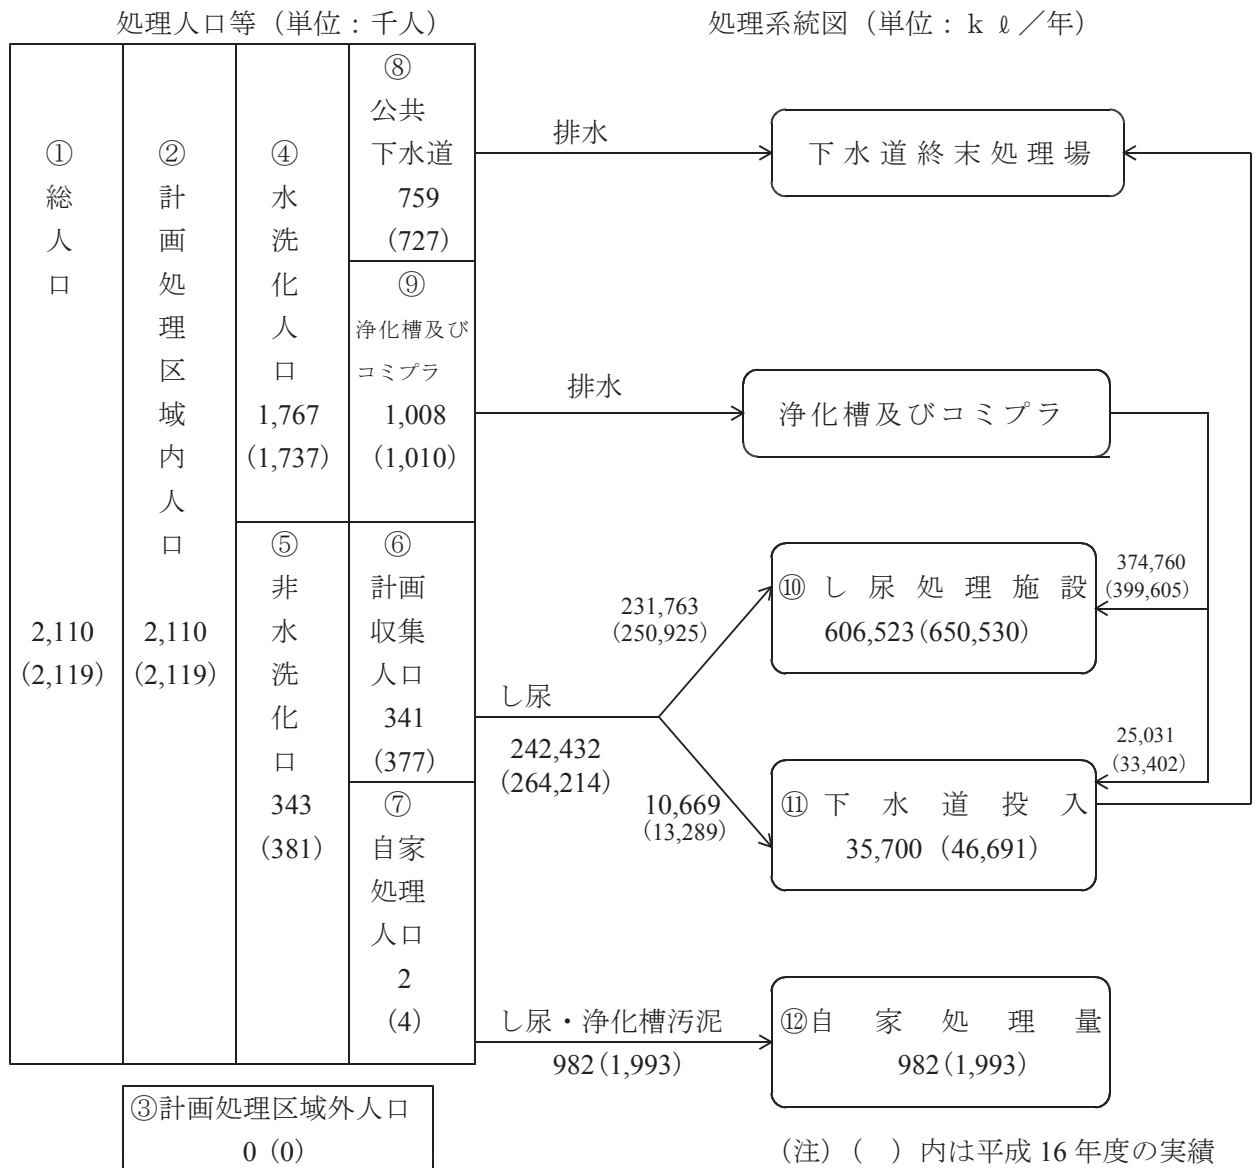 処理人口等（単位：千人）
処理系統図（単位：ｋℓ／年）
①総人口
2,110
(2,119)
②計画処理区域内人口
2,110
(2,119)
④水洗化人口
1,767
(1,737)
⑤非水洗化口
343
(381)
⑧
公共
下水道
759
(727)
⑨
浄化槽及び
コミプラ
1,008
(1,010)
⑥
計画
収集
人口
341
(377)
⑦
自家
処理
人口
2
(4)
③計画処理区域外人口
0 (0)
排水
下水道終末処理場
排水
浄化槽及びコミプラ
し尿
242,432
(264,214)
231,763
(250,925)
10,669
(13,289)
⑩し尿処理施設
606,523(650,530)
374,760
(399,605)
⑪下水道投入
35,700 (46,691)
25,031
(33,402)
し尿・浄化槽汚泥
982(1,993)
⑫自家処理量
982(1,993)
（注）（　）内は平成 16 年度の実績